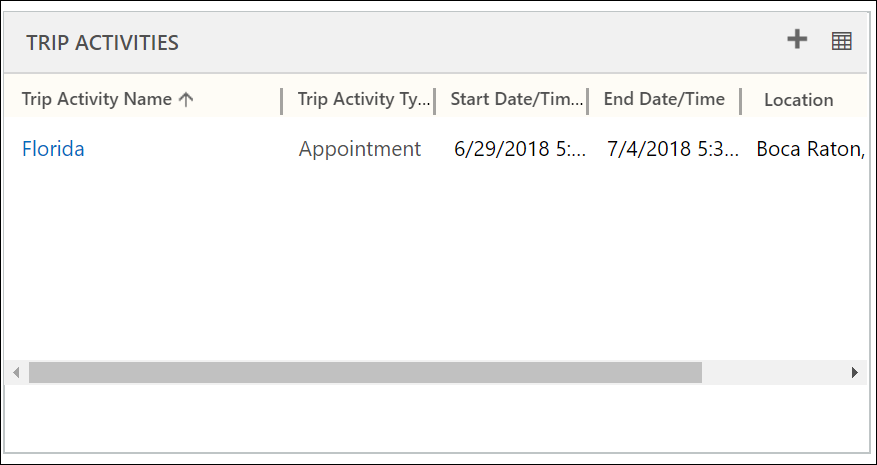 TRIP ACTIVITIES
Trip Activity Name Trip Activity Ty... Start Date/Tim... End Date/Time Location
Florida Appointment 6/29/2018 5:... 7/4/2018 5:3... Boca Raton,